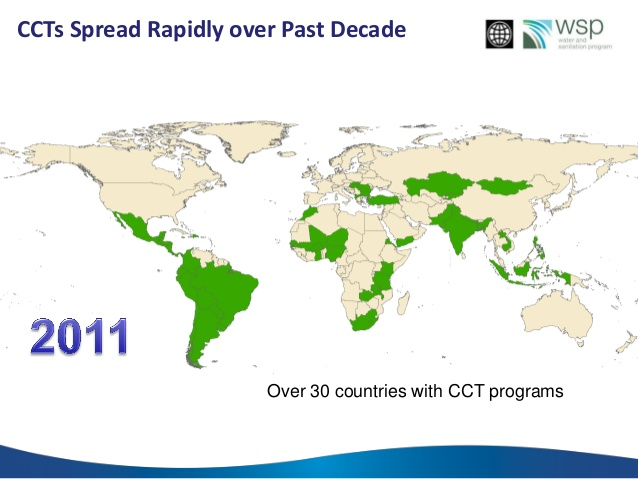 CCTs Spread Rapidly over Past Decade
wsp
water and
sanitation program
2011
Over 30 countries with CCT programs